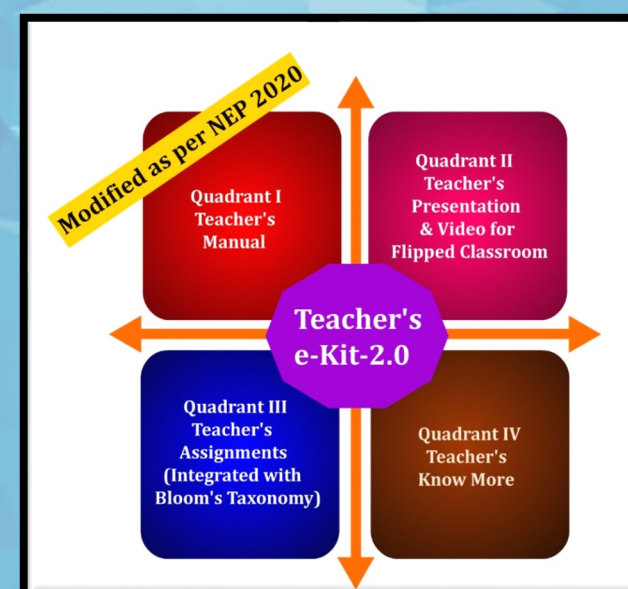 Modified as per NEP 2020
Quadrant I
Teacher's
Manual
Quadrant II
Teacher's
Presentation
& Video for
Flipped Classroom
Teacher's
e-Kit-2.0
Quadrant III
Teacher's
Assignments
(Integrated with
Bloom's Taxonomy)
Quadrant IV
Teacher's
Know More